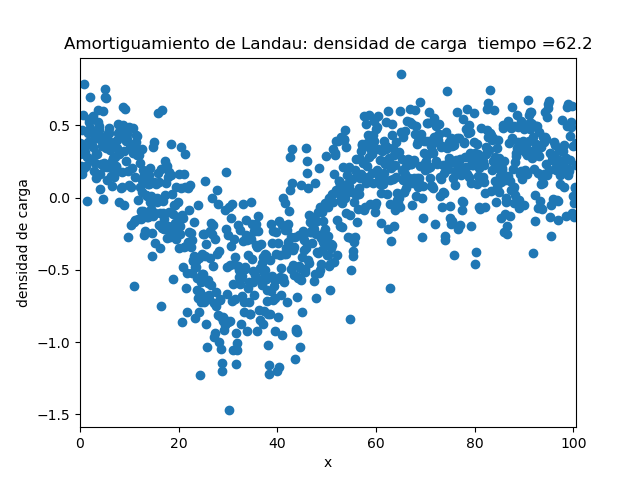 Amortiguamiento de Landau: densidad de carga  tiempo =62.2
0.5
0.0
−0.5
−1.0
−1.5
densidad de carga
0 20 40 60 80 100
x